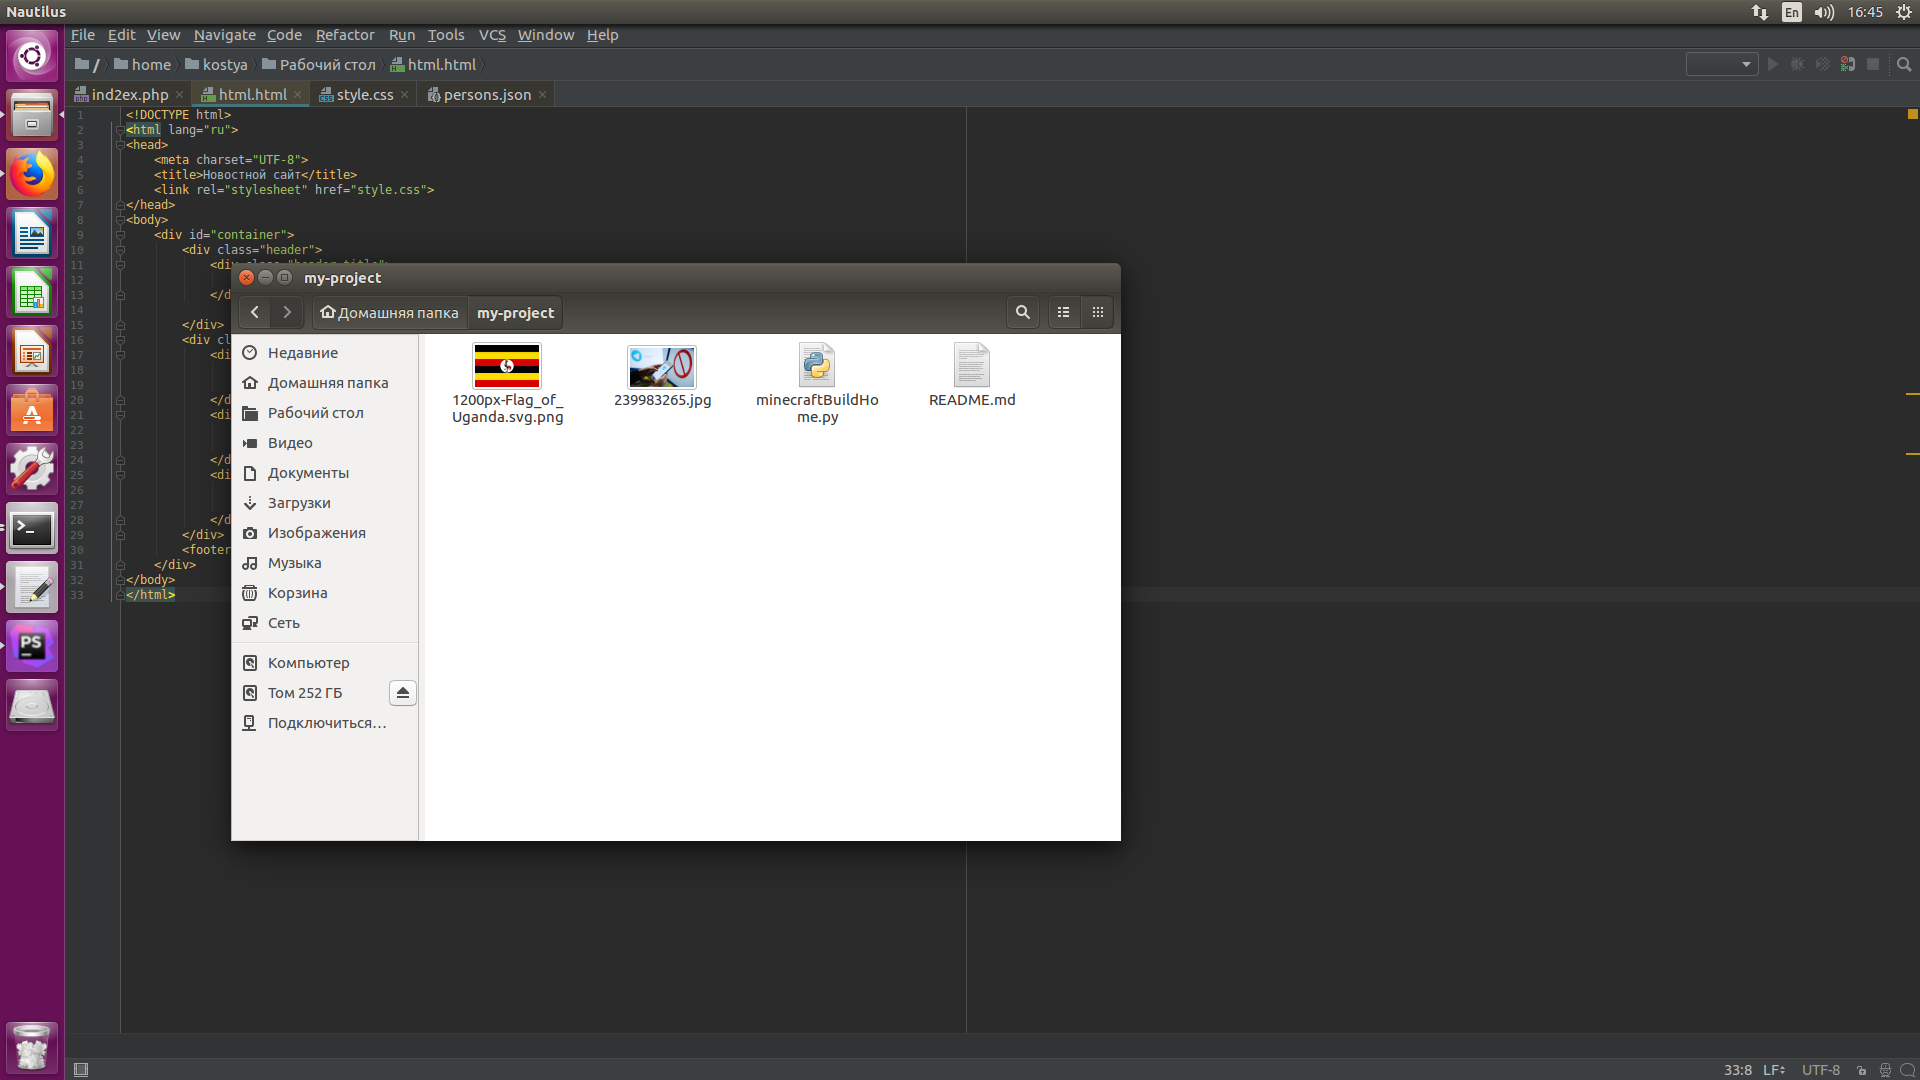 Nautilus
En
16:45
File Edit View Navigate Code Refactor Run Tools VCS Window Help
/ home kostya Рабочий стол html.html
ind2ex.php html.html style.css persons.json
1 <!DOCTYPE html>
2 <html lang="ru">
3 <head>
4 <meta charset="UTF-8">
5 <title>Новостной сайт</title>
6 <link rel="stylesheet" href="style.css">
7 </head>
8 <body>
9 <div id="container">
10 <div class="header">
11 <div
12
13 </d
14
15 </div>
16 <div cl
17 <di
18
19
20 </d
21 <di
22
23
24 </d
25 <di
26
27
28 </d
29 </div>
30 <footer
31 </div>
32 </body>
33 </html>
my-project
Домашняя папка my-project
Недавние
Домашняя папка
Рабочий стол
Видео
Документы
Загрузки
Изображения
Музыка
Корзина
Сеть
Компьютер
Том 252 ГБ
Подключиться…
1200px-Flag_of_
Uganda.svg.png
239983265.jpg
minecraftBuildHo
me.py
README.md
PS
33:8 LF UTF-8